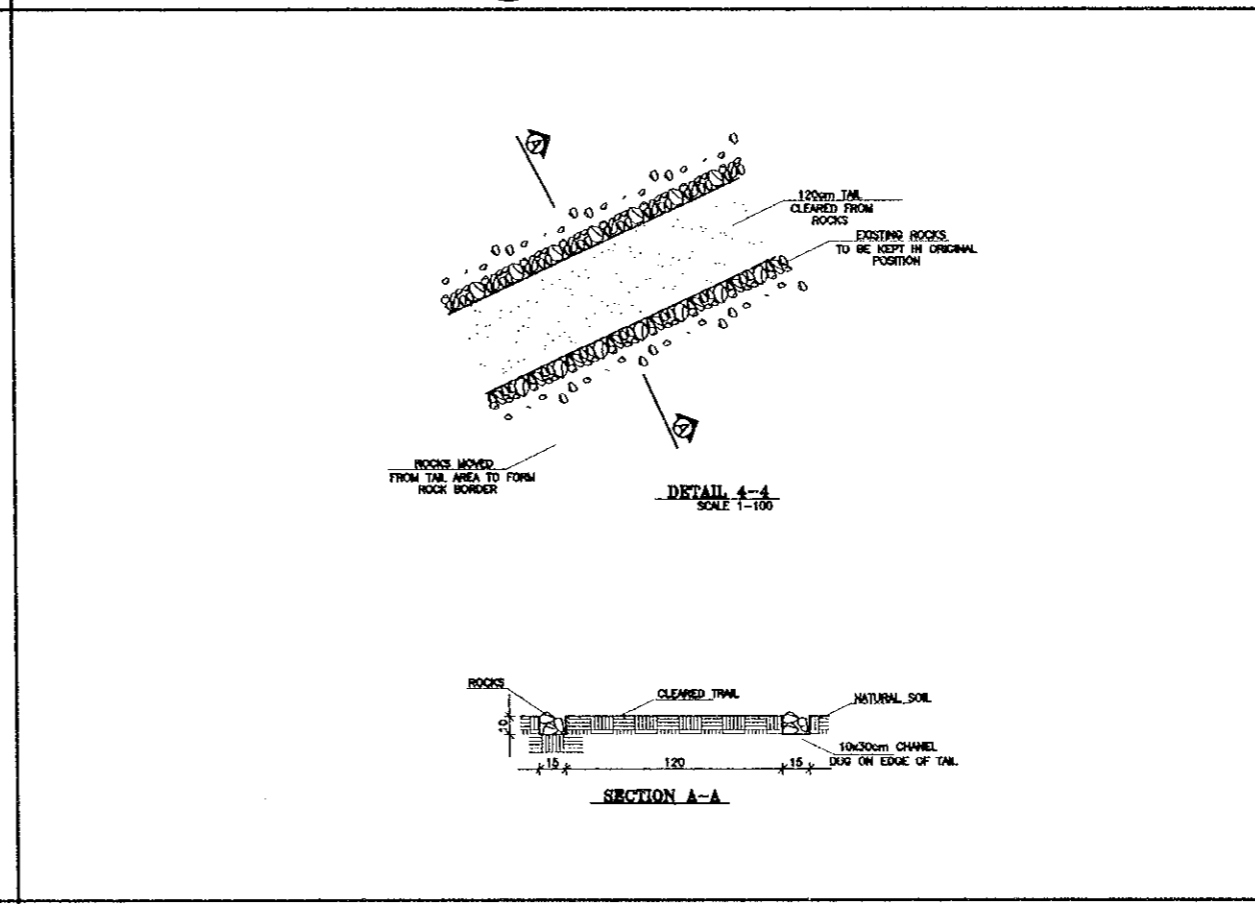 A
120cm TAIL
CLEARED FROM
ROCKS
EXISTING ROCKS
TO BE KEPT IN ORIGINAL
POSITION
A
ROCKS MOVED
FROM TAIL AREA TO FORM
ROCK BORDER
DETAIL 4-4
SCALE 1-100
ROCKS
CLEARED TRAIL
NATURAL SOIL
10x30cm CHANEL
DUG ON EDGE OF TAIL
15 120 15
SECTION A-A